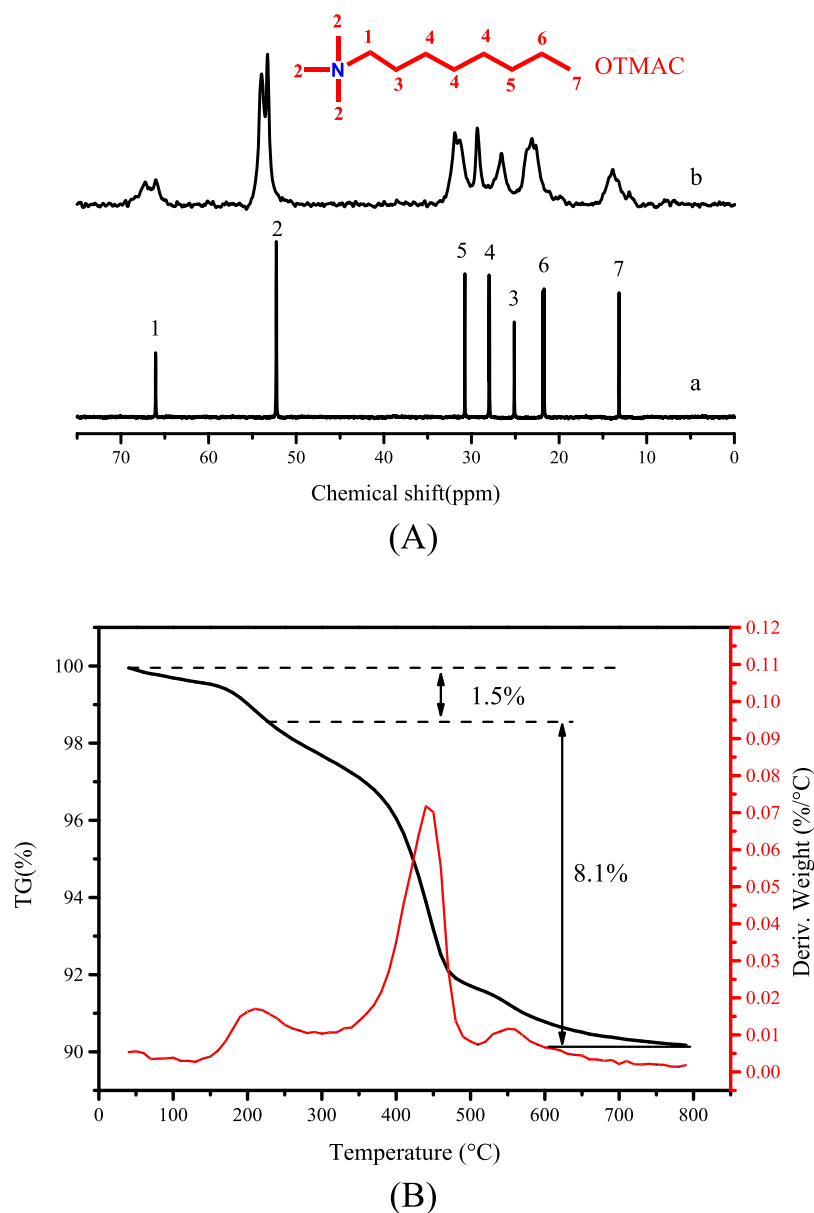 2
1 4 4 6
2 N OTMAC
3 4 5 7
2
b
2
5 4 6 7
3
1
a
70 60 50 40 30 20 10 0
Chemical shift(ppm)
(A)
0.12
100 0.11
1.5% 0.10
98 0.09
0.08
0.07
96 0.06
8.1%
94 0.05
0.04
92 0.03
0.02
90 0.01
0.00
TG(%)
Deriv. Weight (%/°C)
0 100 200 300 400 500 600 700 800
Temperature (°C)
(B)